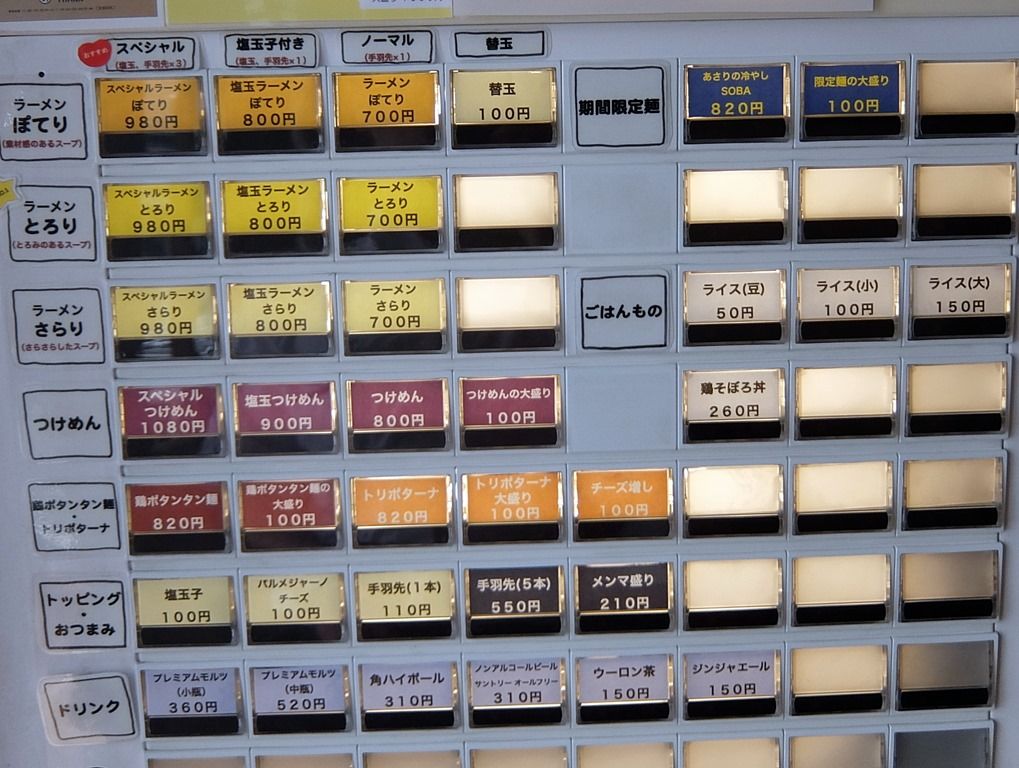 おすすめ
スペシャル
(塩玉、手羽先×3)
塩玉子付き
(塩玉、手羽先×1)
ノーマル
(手羽先×1)
替玉
ラーメン
ぽてり
(素材感のあるスープ)
スペシャルラーメン
ぽてり
980円
塩玉ラーメン
ぽてり
800円
ラーメン
ぽてり
700円
替玉
100円
期間限定麺
あさりの冷やし
SOBA
820円
限定麺の大盛り
100円
ラーメン
とろり
(とろみのあるスープ)
スペシャルラーメン
とろり
980円
塩玉ラーメン
とろり
800円
ラーメン
とろり
700円
ラーメン
さらり
(さらさらしたスープ)
スペシャルラーメン
さらり
980円
塩玉ラーメン
さらり
800円
ラーメン
さらり
700円
ごはんもの
ライス(豆)
50円
ライス(小)
100円
ライス(大)
150円
つけめん
スペシャル
つけめん
1080円
塩玉つけめん
900円
つけめん
800円
つけめんの大盛り
100円
鶏そぼろ丼
260円
鶏ポタンタン麺
・
トリポターナ
鶏ポタンタン麺
820円
鶏ポタンタン麺の
大盛り
100円
トリポターナ
820円
トリポターナ
大盛り
100円
チーズ増し
100円
トッピング
・
おつまみ
塩玉子
100円
パルメジャーノ
チーズ
100円
手羽先(1本)
110円
手羽先(5本)
550円
メンマ盛り
210円
ドリンク
プレミアムモルツ
(小瓶)
360円
プレミアムモルツ
(中瓶)
520円
角ハイボール
310円
ノンアルコールビール
サントリー オールフリー
310円
ウーロン茶
150円
ジンジャエール
150円